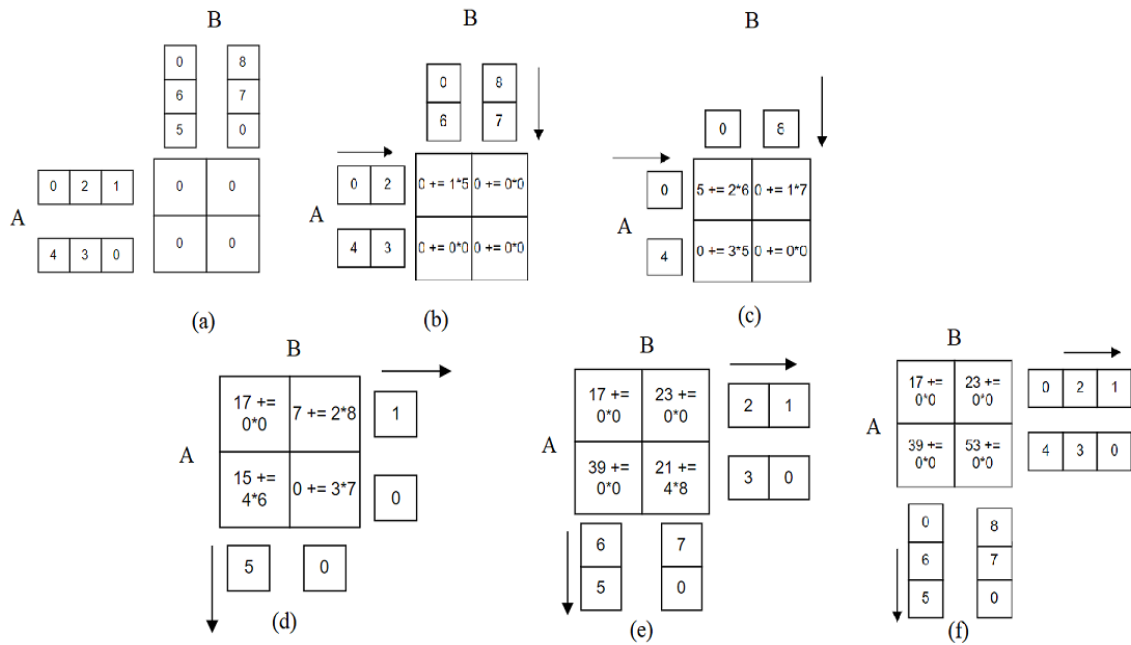 B
0 8
6 7
5 0
0 2 1
0 0
A
4 3 0
0 0
(a)
B
0 8
6 7
0 2
0 += 1*5 0 += 0*0
A
4 3
0 += 0*0 0 += 0*0
(b)
B
0 8
0
5 += 2*6 0 += 1*7
A
4
0 += 3*5 0 += 0*0
(c)
B
17 +=
0*0
7 += 2*8
1
A
15 +=
4*6
0 += 3*7
0
5 0
(d)
B
17 +=
0*0
23 +=
0*0
2 1
A
39 +=
0*0
21 +=
4*8
3 0
6 7
5 0
(e)
B
17 +=
0*0
23 +=
0*0
0 2 1
A
39 +=
0*0
53 +=
0*0
4 3 0
0 8
6 7
5 0
(f)